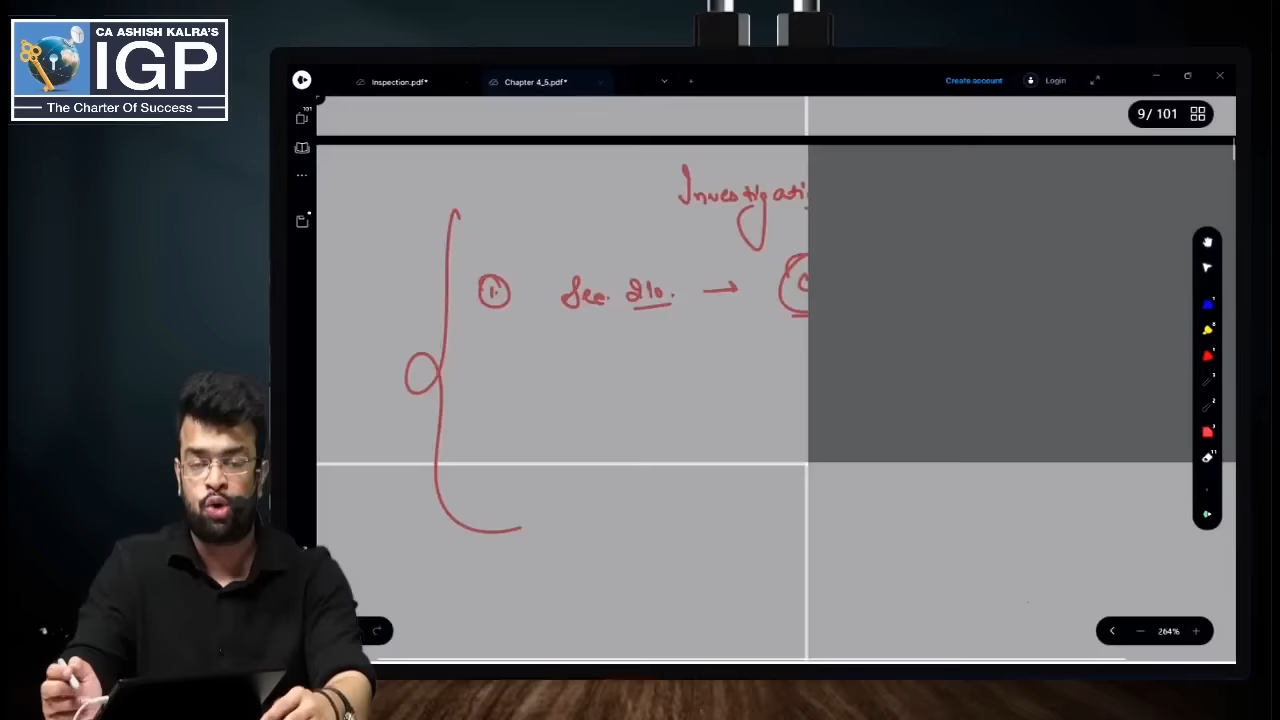 CA ASHISH KALRA'S
IGP
The Charter Of Success
Inspection.pdf*
Chapter 4_5.pdf*
Create account
Login
101
9/ 101
Investigati
1. Sec. 210. →
264%